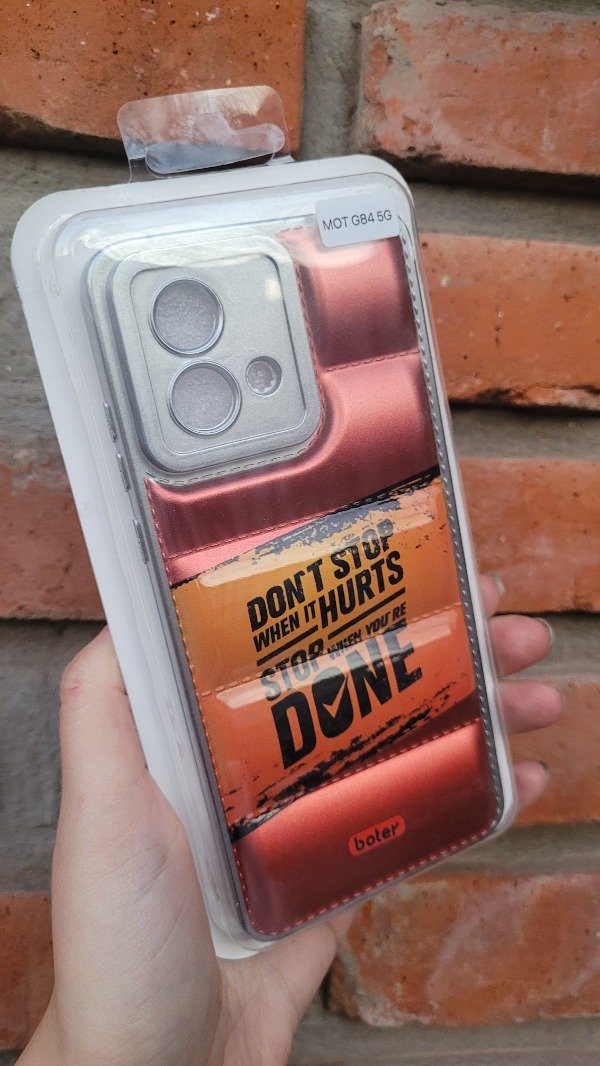 MOT G84 5G
DON'T STOP
WHEN IT HURTS
STOP WHEN YOU'RE
DONE
boter